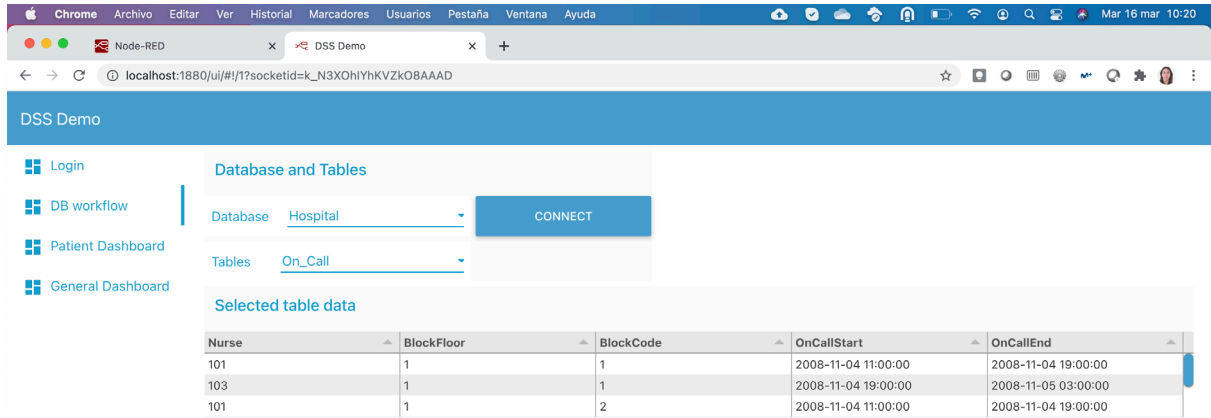 Chrome Archivo Editar Ver Historial Marcadores Usuarios Pestaña Ventana Ayuda Mar 16 mar 10:20
Node-RED × DSS Demo × +
localhost:1880/ui/#!/1?socketid=k_N3XOhIYhKVZkO8AAAD
DSS Demo
Login
Database and Tables
DB workflow
Database Hospital CONNECT
Patient Dashboard
Tables On_Call
General Dashboard
Selected table data
Nurse BlockFloor BlockCode OnCallStart OnCallEnd
101 1 1 2008-11-04 11:00:00 2008-11-04 19:00:00
103 1 1 2008-11-04 19:00:00 2008-11-05 03:00:00
101 1 2 2008-11-04 11:00:00 2008-11-04 19:00:00